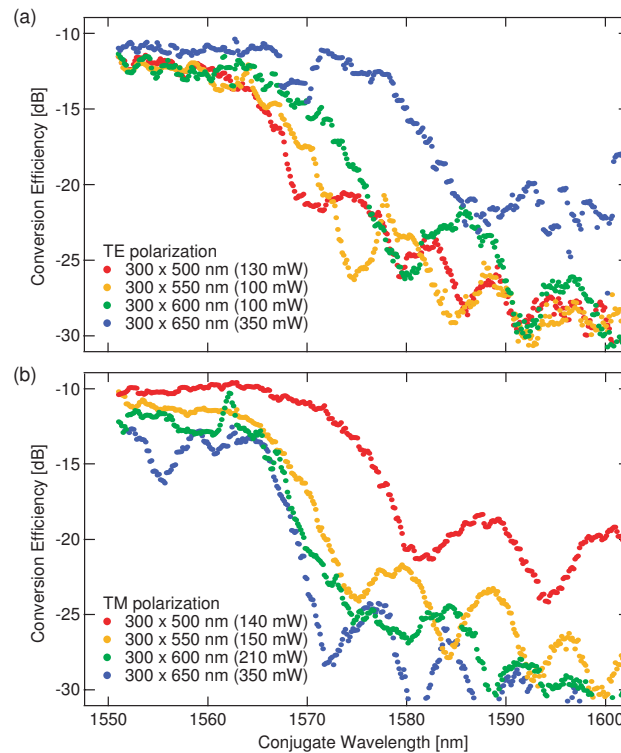 (a)
-10
-15
-20
-25
-30
Conversion Efficiency [dB]
TE polarization
300 x 500 nm (130 mW)
300 x 550 nm (100 mW)
300 x 600 nm (100 mW)
300 x 650 nm (350 mW)
(b)
-10
-15
-20
-25
-30
Conversion Efficiency [dB]
TM polarization
300 x 500 nm (140 mW)
300 x 550 nm (150 mW)
300 x 600 nm (210 mW)
300 x 650 nm (350 mW)
1550 1560 1570 1580 1590 1600
Conjugate Wavelength [nm]